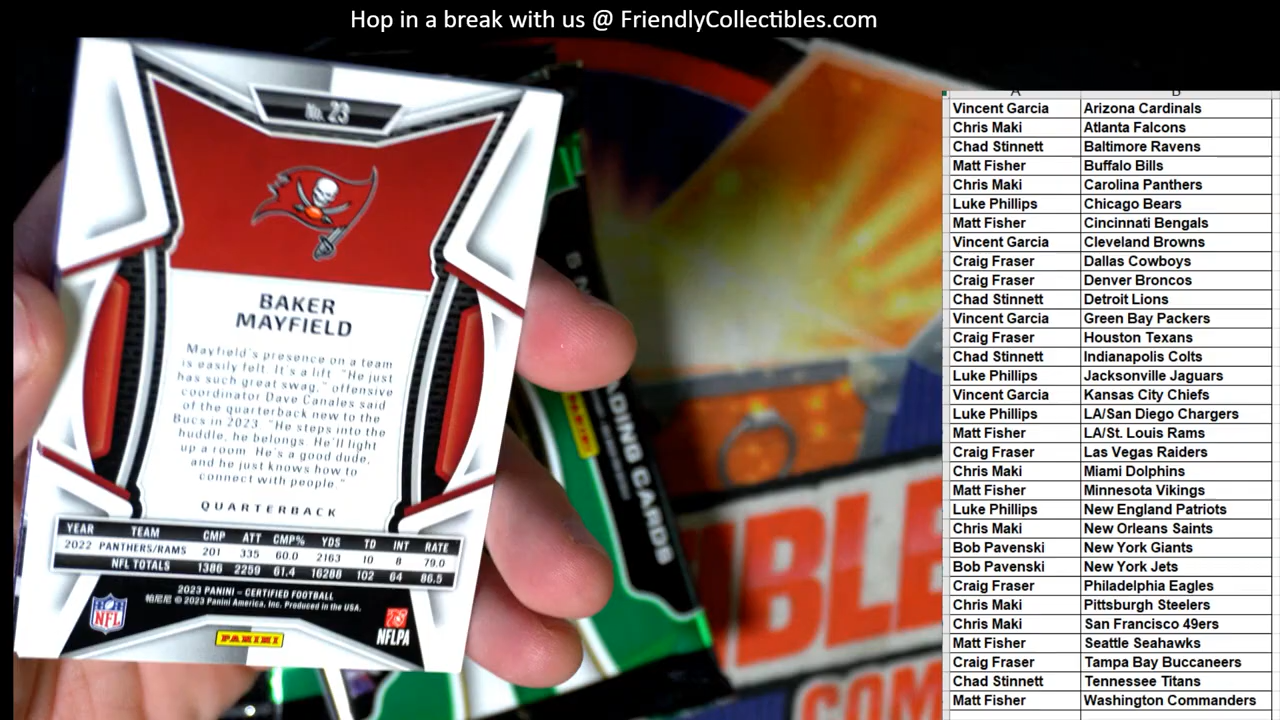 Hop in a break with us @ FriendlyCollectibles.com
No. 23
BAKER
MAYFIELD
Mayfield's presence on a team
is easily felt. It's a lift. "He just
has such great swag," offensive
coordinator Dave Canales said
of the quarterback new to the
Bucs in 2023. "He steps into the
huddle, he belongs. He'll light
up a room. He's a good dude,
and he just knows how to
connect with people."
QUARTERBACK
YEAR TEAM CMP ATT CMP% YDS TD INT RATE
2022 PANTHERS/RAMS 201 335 60.0 2163 10 8 79.0
NFL TOTALS 1386 2259 61.4 16288 102 64 86.5
2023 PANINI – CERTIFIED FOOTBALL
帕尼尼 © 2023 Panini America, Inc. Produced in the USA.
NFL
NFLPA
PANINI
PANINI
ADING CARDS
BLE
COM
A B
Vincent Garcia Arizona Cardinals
Chris Maki Atlanta Falcons
Chad Stinnett Baltimore Ravens
Matt Fisher Buffalo Bills
Chris Maki Carolina Panthers
Luke Phillips Chicago Bears
Matt Fisher Cincinnati Bengals
Vincent Garcia Cleveland Browns
Craig Fraser Dallas Cowboys
Craig Fraser Denver Broncos
Chad Stinnett Detroit Lions
Vincent Garcia Green Bay Packers
Craig Fraser Houston Texans
Chad Stinnett Indianapolis Colts
Luke Phillips Jacksonville Jaguars
Vincent Garcia Kansas City Chiefs
Luke Phillips LA/San Diego Chargers
Matt Fisher LA/St. Louis Rams
Craig Fraser Las Vegas Raiders
Chris Maki Miami Dolphins
Matt Fisher Minnesota Vikings
Luke Phillips New England Patriots
Chris Maki New Orleans Saints
Bob Pavenski New York Giants
Bob Pavenski New York Jets
Craig Fraser Philadelphia Eagles
Chris Maki Pittsburgh Steelers
Chris Maki San Francisco 49ers
Matt Fisher Seattle Seahawks
Craig Fraser Tampa Bay Buccaneers
Chad Stinnett Tennessee Titans
Matt Fisher Washington Commanders